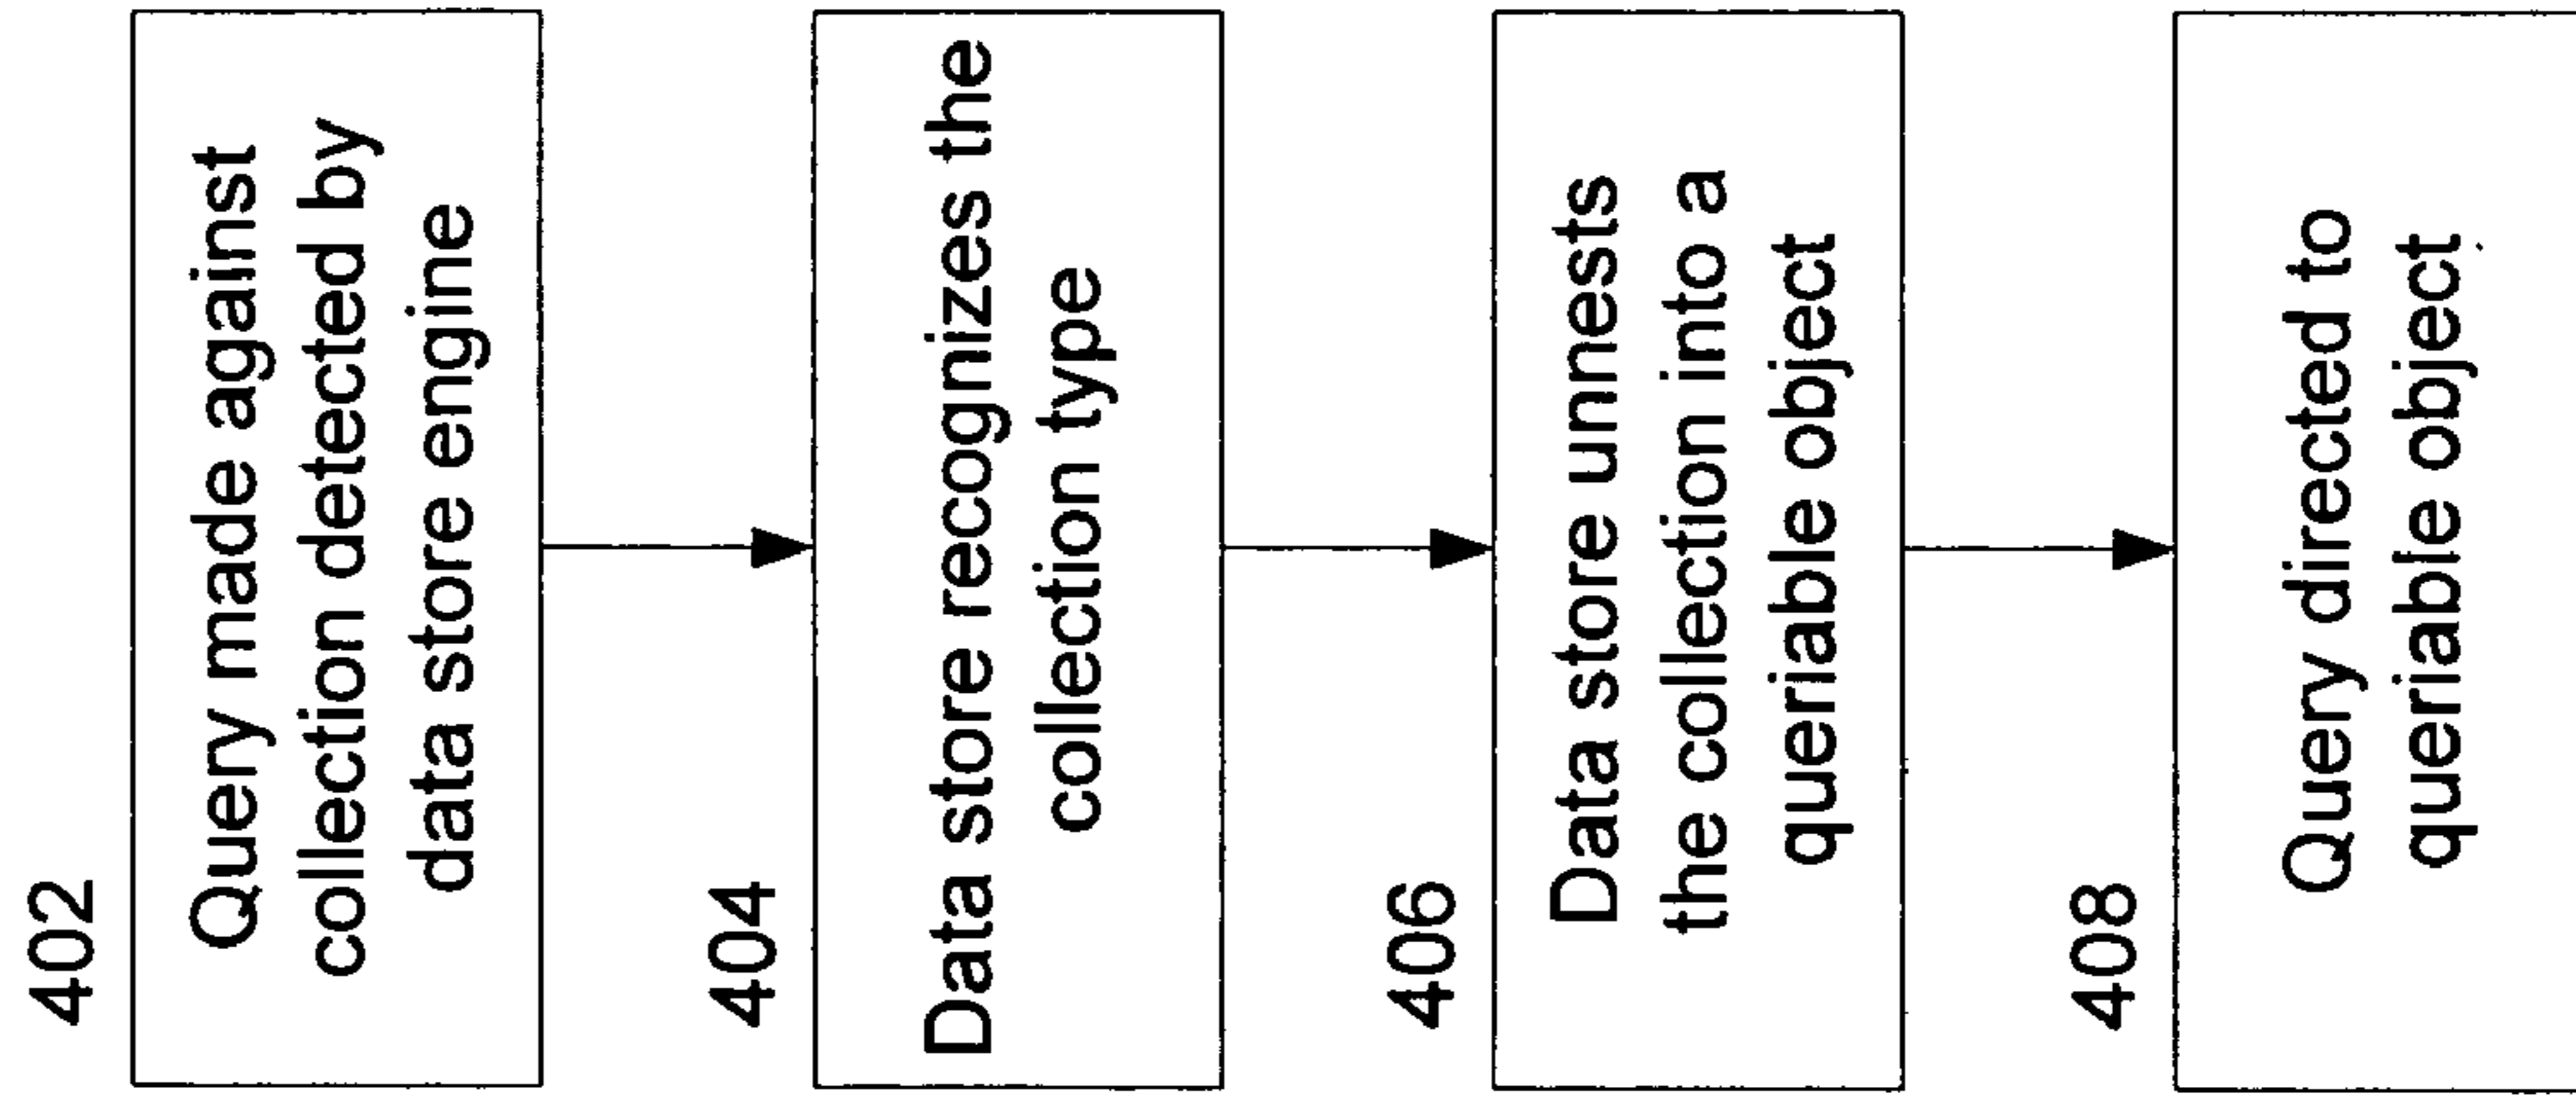 402
Query made against
collection detected by
data store engine
404
Data store recognizes the
collection type
406
Data store unnests
the collection into a
queriable object
408
Query directed to
queriable object